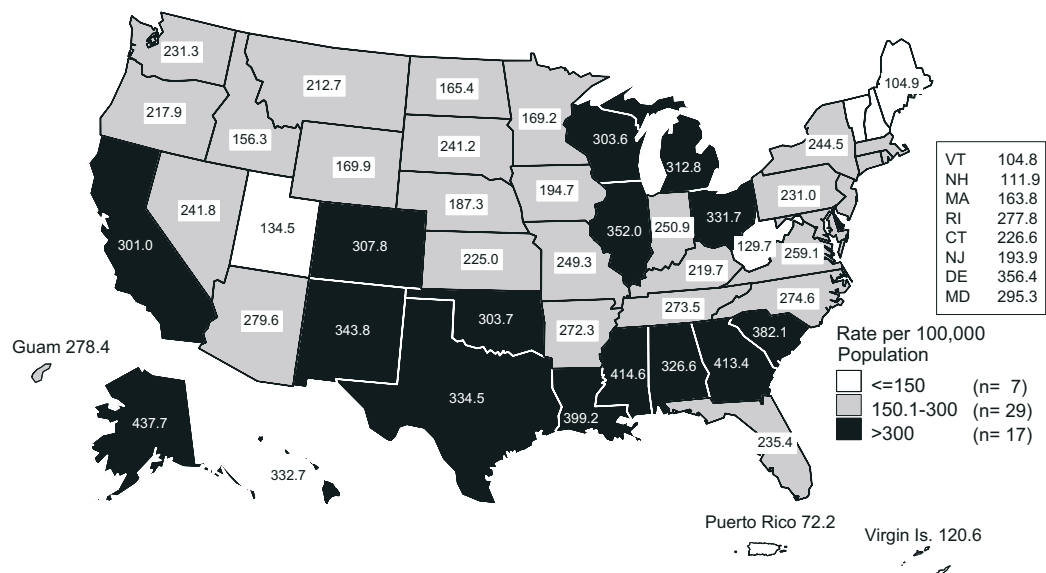 231.3
212.7
165.4
169.2
217.9
156.3
241.2
303.6
312.8
104.9
244.5
169.9
187.3
194.7
231.0
VT 104.8
NH 111.9
MA 163.8
RI 277.8
CT 226.6
NJ 193.9
DE 356.4
MD 295.3
241.8
134.5
301.0
307.8
225.0
352.0
250.9
331.7
129.7
259.1
249.3
219.7
279.6
343.8
303.7
272.3
273.5
274.6
382.1
414.6
326.6
413.4
334.5
399.2
235.4
Rate per 100,000
Population
<=150 (n= 7)
150.1-300 (n= 29)
>300 (n= 17)
Guam 278.4
437.7
332.7
Puerto Rico 72.2
Virgin Is. 120.6